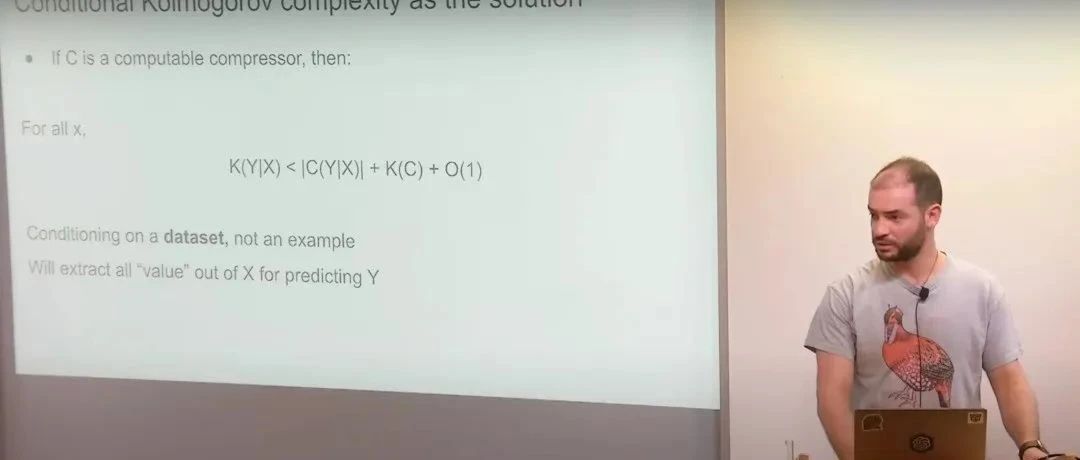 Conditional Kolmogorov complexity as the solution
• If C is a computable compressor, then:
For all x,
K(Y|X) < |C(Y|X)| + K(C) + O(1)
Conditioning on a dataset, not an example
Will extract all “value” out of X for predicting Y